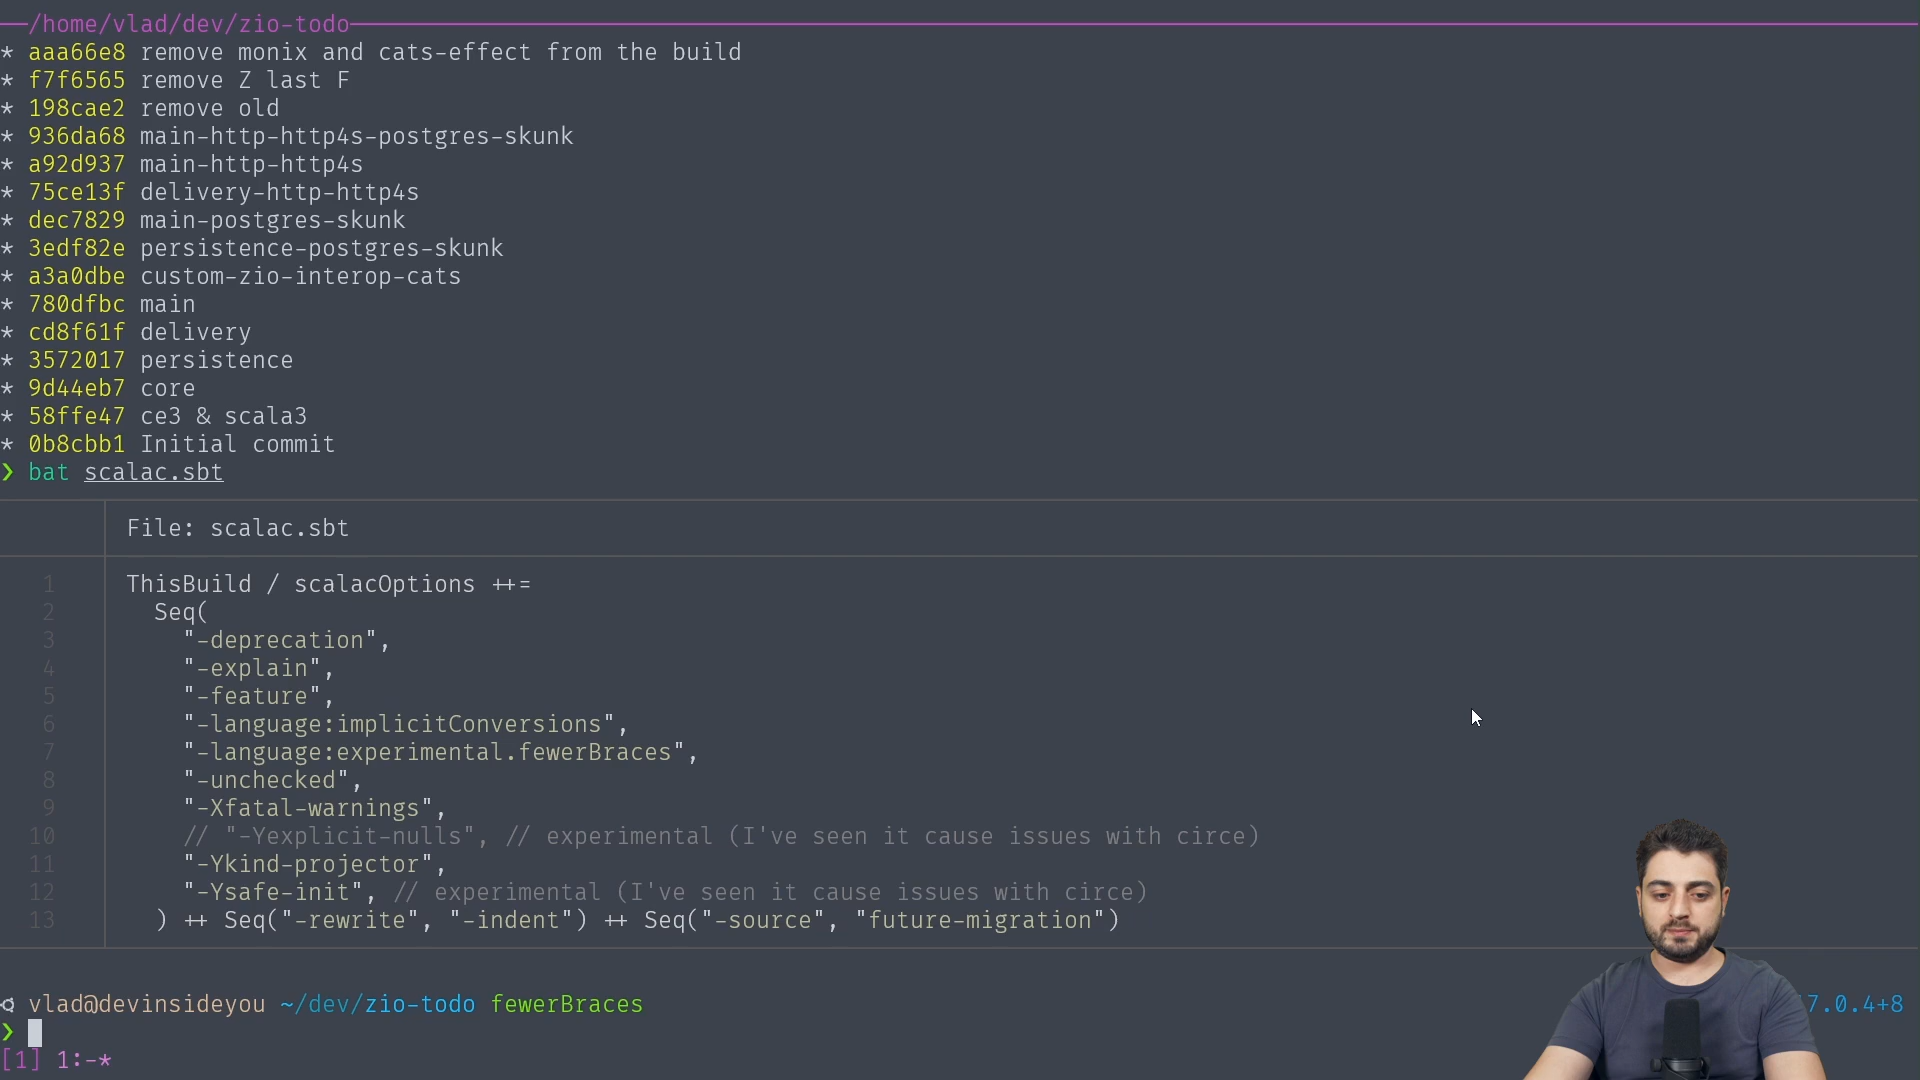 /home/vlad/dev/zio-todo
* aaa66e8 remove monix and cats-effect from the build
* f7f6565 remove Z last F
* 198cae2 remove old
* 936da68 main-http-http4s-postgres-skunk
* a92d937 main-http-http4s
* 75ce13f delivery-http-http4s
* dec7829 main-postgres-skunk
* 3edf82e persistence-postgres-skunk
* a3a0dbe custom-zio-interop-cats
* 780dfbc main
* cd8f61f delivery
* 3572017 persistence
* 9d44eb7 core
* 58ffe47 ce3 & scala3
* 0b8cbb1 Initial commit
❯ bat scalac.sbt
File: scalac.sbt
1 ThisBuild / scalacOptions ++=
2 Seq(
3 "-deprecation",
4 "-explain",
5 "-feature",
6 "-language:implicitConversions",
7 "-language:experimental.fewerBraces",
8 "-unchecked",
9 "-Xfatal-warnings",
10 // "-Yexplicit-nulls", // experimental (I've seen it cause issues with circe)
11 "-Ykind-projector",
12 "-Ysafe-init", // experimental (I've seen it cause issues with circe)
13 ) ++ Seq("-rewrite", "-indent") ++ Seq("-source", "future-migration")
vlad@devinsideyou ~/dev/zio-todo fewerBraces 7.0.4+8
❯
[1] 1:-*